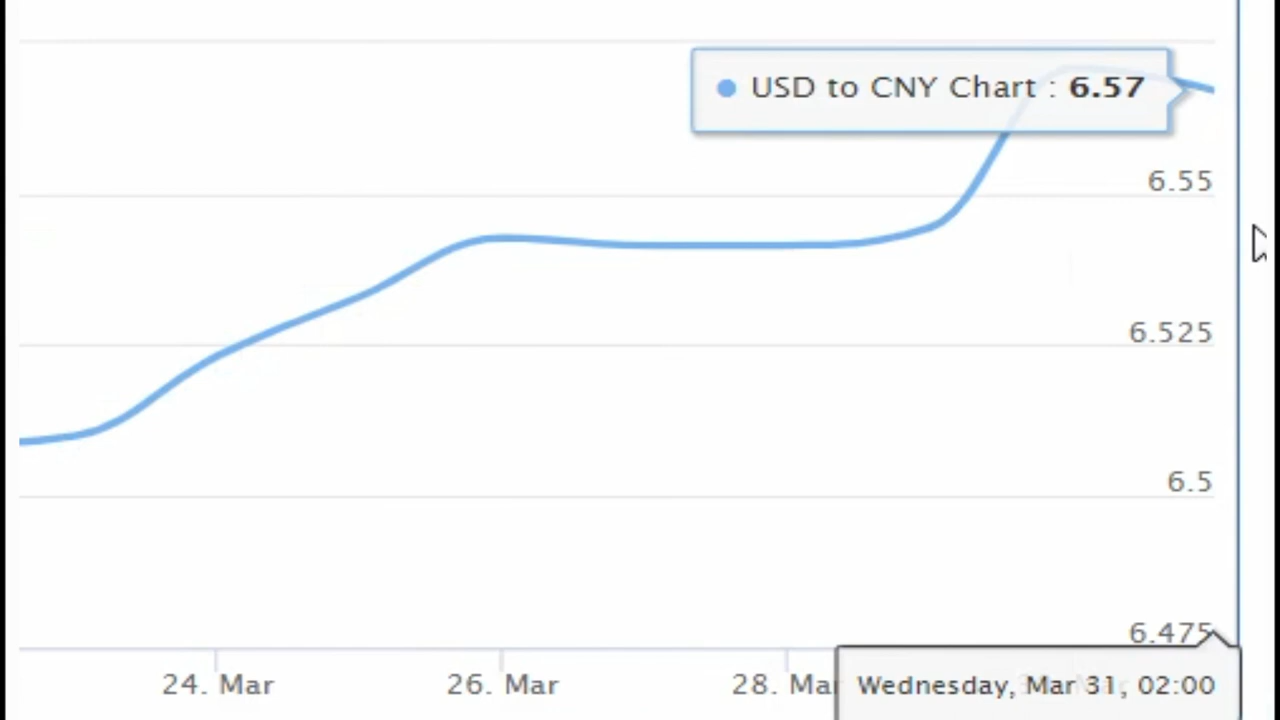 USD to CNY Chart : 6.57
6.55
6.525
6.5
6.475
24. Mar
26. Mar
28. Mar
Wednesday, Mar 31, 02:00